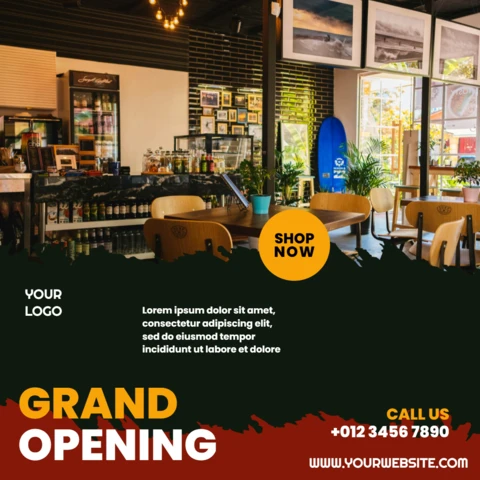 SHOP
NOW
YOUR
LOGO
Lorem ipsum dolor sit amet,
consectetur adipiscing elit,
sed do eiusmod tempor
incididunt ut labore et dolore
GRAND
OPENING
CALL US
+012 3456 7890
WWW.YOURWEBSITE.COM